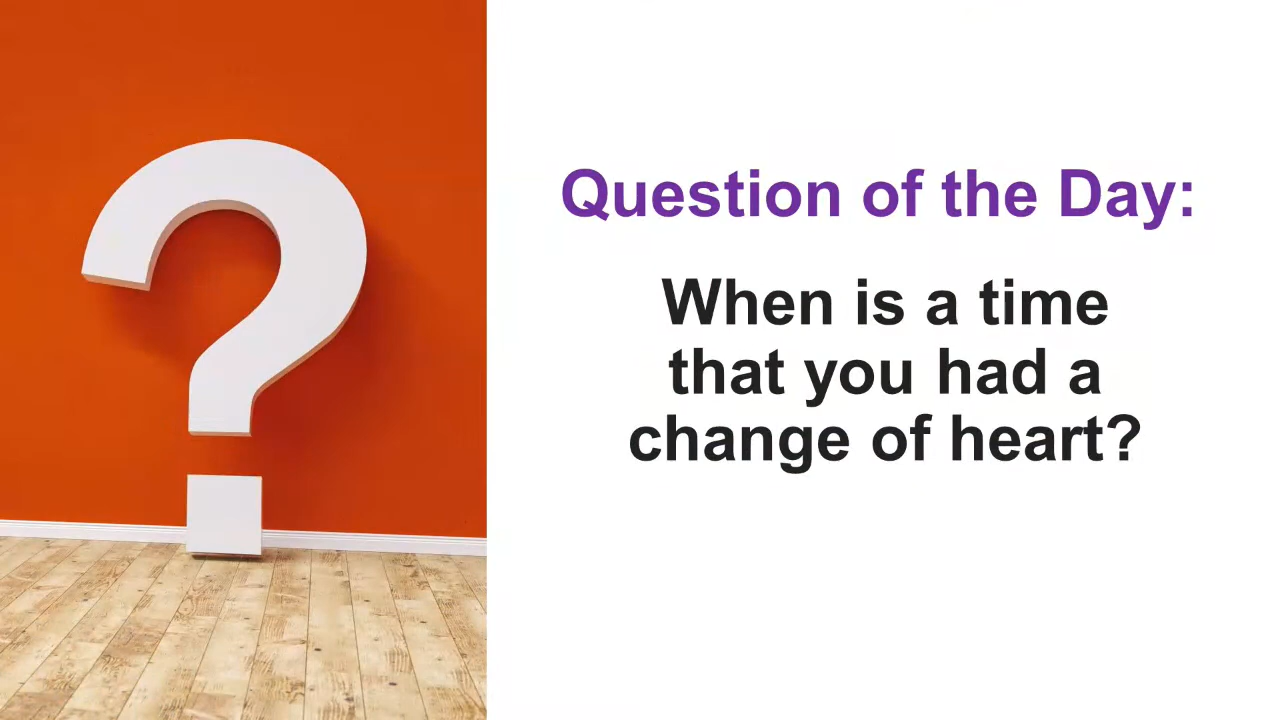 Question of the Day:
When is a time
that you had a
change of heart?